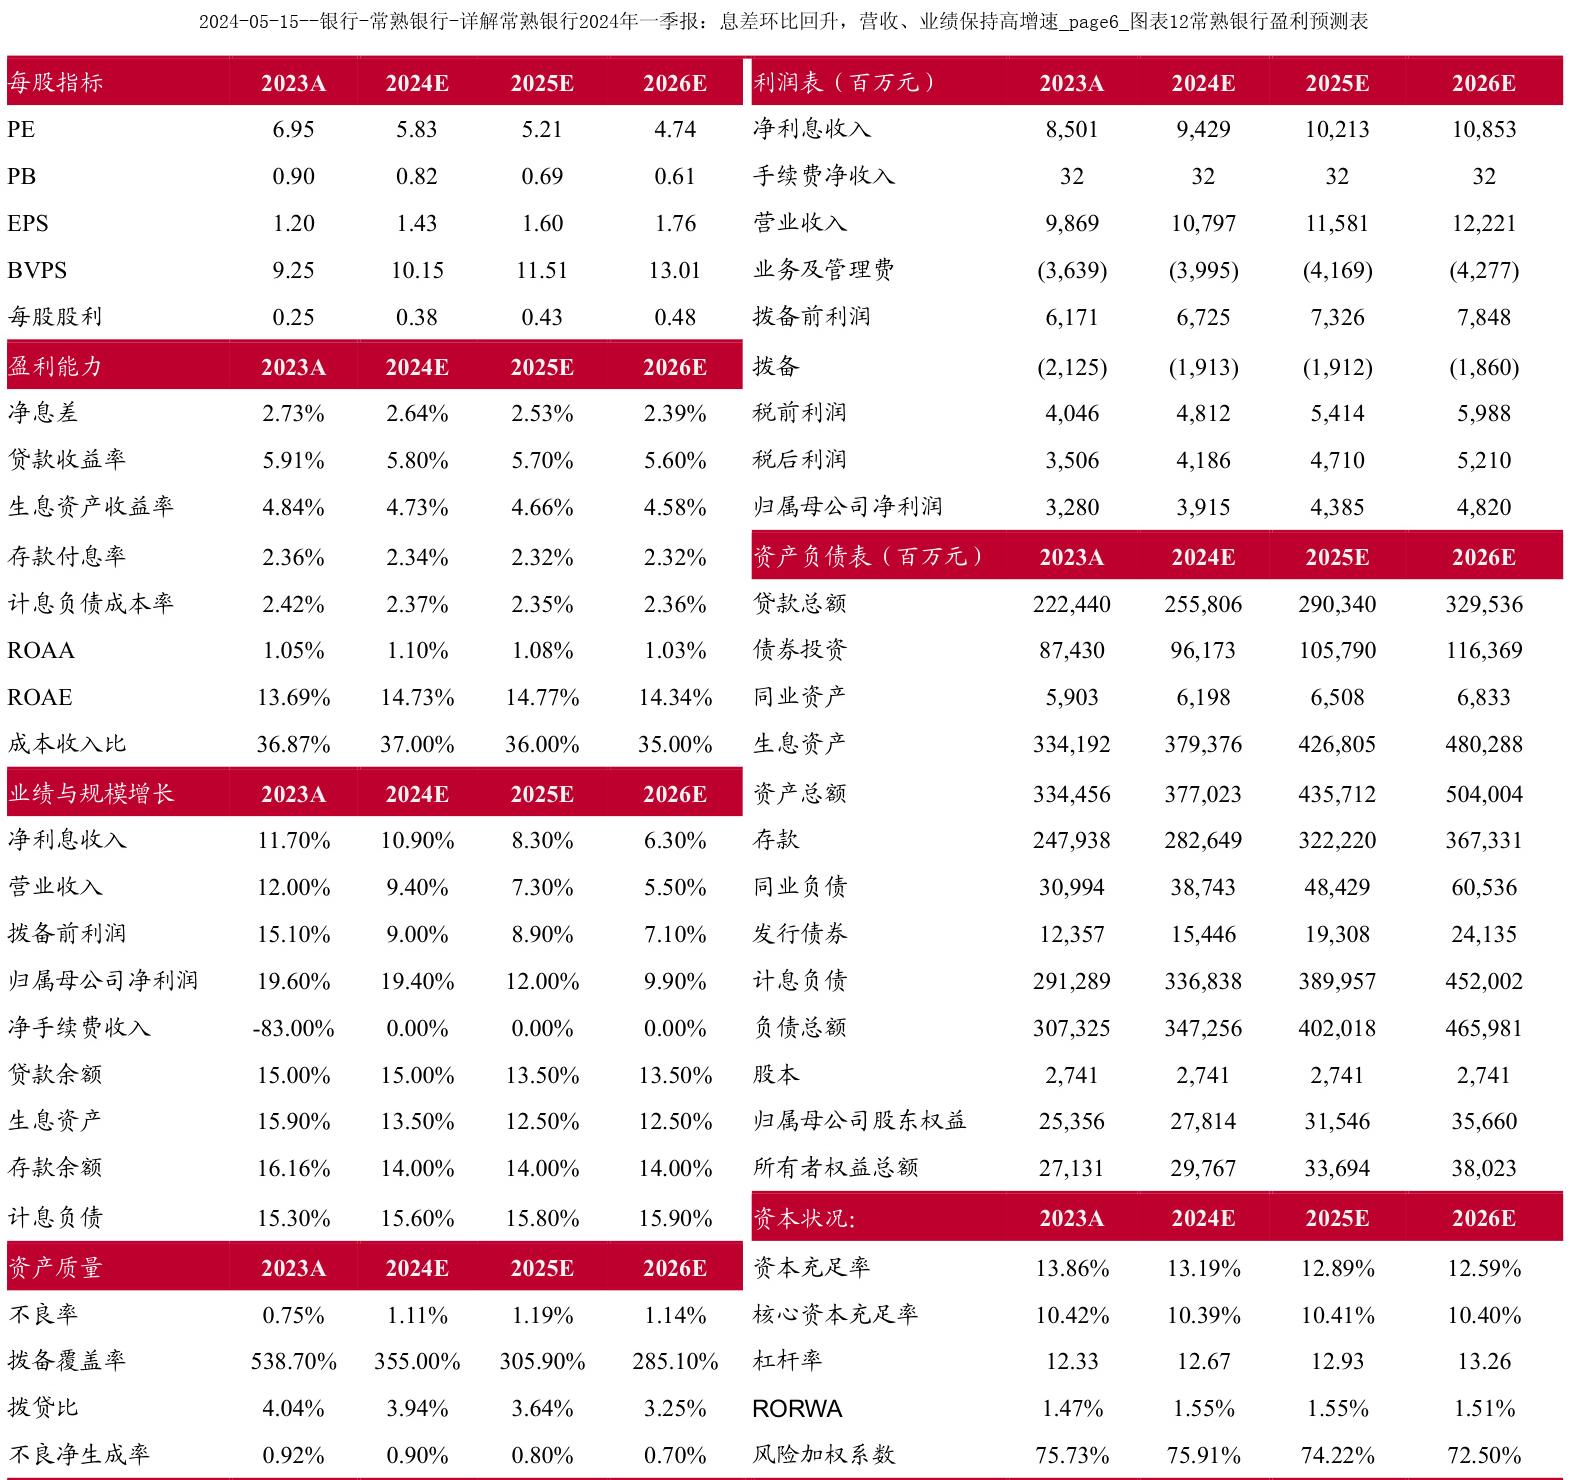 2024-05-15--银行-常熟银行-详解常熟银行2024年一季报：息差环比回升，营收、业绩保持高增速_page6_图表12常熟银行盈利预测表
每股指标 2023A 2024E 2025E 2026E 利润表（百万元） 2023A 2024E 2025E 2026E
PE 6.95 5.83 5.21 4.74 净利息收入 8,501 9,429 10,213 10,853
PB 0.90 0.82 0.69 0.61 手续费净收入 32 32 32 32
EPS 1.20 1.43 1.60 1.76 营业收入 9,869 10,797 11,581 12,221
BVPS 9.25 10.15 11.51 13.01 业务及管理费 (3,639) (3,995) (4,169) (4,277)
每股股利 0.25 0.38 0.43 0.48 拨备前利润 6,171 6,725 7,326 7,848
盈利能力 2023A 2024E 2025E 2026E 拨备 (2,125) (1,913) (1,912) (1,860)
净息差 2.73% 2.64% 2.53% 2.39% 税前利润 4,046 4,812 5,414 5,988
贷款收益率 5.91% 5.80% 5.70% 5.60% 税后利润 3,506 4,186 4,710 5,210
生息资产收益率 4.84% 4.73% 4.66% 4.58% 归属母公司净利润 3,280 3,915 4,385 4,820
存款付息率 2.36% 2.34% 2.32% 2.32% 资产负债表（百万元） 2023A 2024E 2025E 2026E
计息负债成本率 2.42% 2.37% 2.35% 2.36% 贷款总额 222,440 255,806 290,340 329,536
ROAA 1.05% 1.10% 1.08% 1.03% 债券投资 87,430 96,173 105,790 116,369
ROAE 13.69% 14.73% 14.77% 14.34% 同业资产 5,903 6,198 6,508 6,833
成本收入比 36.87% 37.00% 36.00% 35.00% 生息资产 334,192 379,376 426,805 480,288
业绩与规模增长 2023A 2024E 2025E 2026E 资产总额 334,456 377,023 435,712 504,004
净利息收入 11.70% 10.90% 8.30% 6.30% 存款 247,938 282,649 322,220 367,331
营业收入 12.00% 9.40% 7.30% 5.50% 同业负债 30,994 38,743 48,429 60,536
拨备前利润 15.10% 9.00% 8.90% 7.10% 发行债券 12,357 15,446 19,308 24,135
归属母公司净利润 19.60% 19.40% 12.00% 9.90% 计息负债 291,289 336,838 389,957 452,002
净手续费收入 -83.00% 0.00% 0.00% 0.00% 负债总额 307,325 347,256 402,018 465,981
贷款余额 15.00% 15.00% 13.50% 13.50% 股本 2,741 2,741 2,741 2,741
生息资产 15.90% 13.50% 12.50% 12.50% 归属母公司股东权益 25,356 27,814 31,546 35,660
存款余额 16.16% 14.00% 14.00% 14.00% 所有者权益总额 27,131 29,767 33,694 38,023
计息负债 15.30% 15.60% 15.80% 15.90% 资本状况: 2023A 2024E 2025E 2026E
资产质量 2023A 2024E 2025E 2026E 资本充足率 13.86% 13.19% 12.89% 12.59%
不良率 0.75% 1.11% 1.19% 1.14% 核心资本充足率 10.42% 10.39% 10.41% 10.40%
拨备覆盖率 538.70% 355.00% 305.90% 285.10% 杠杆率 12.33 12.67 12.93 13.26
拨贷比 4.04% 3.94% 3.64% 3.25% RORWA 1.47% 1.55% 1.55% 1.51%
不良净生成率 0.92% 0.90% 0.80% 0.70% 风险加权系数 75.73% 75.91% 74.22% 72.50%